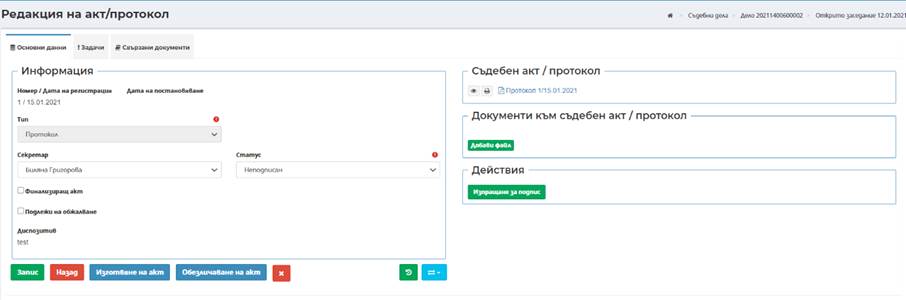 Редакция на акт/протокол
Съдебни дела > Дело 20211400600002 > Открито заседание 12.01.2021
Основни данни
! Задачи
Свързани документи
Информация
Номер / Дата на регистрация Дата на постановяване
1 / 15.01.2021
Тип
Протокол
Секретар Статус
Биляна Григорова Неподписан
Финализиращ акт
Подлежи на обжалване
Диспозитив
test
Запис Назад Изготвяне на акт Обезличаване на акт
Съдебен акт / протокол
Протокол 1/15.01.2021
Документи към съдебен акт / протокол
Добави файл
Действия
Изпращане за подпис